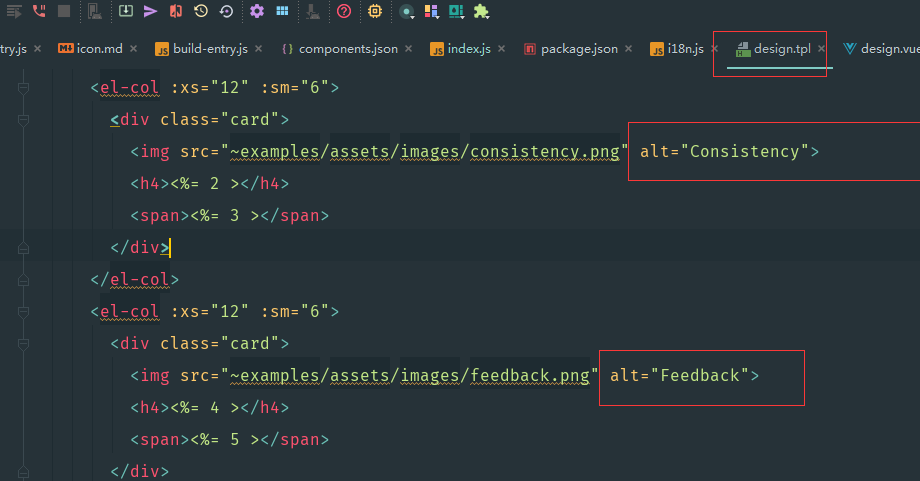 try.js × icon.md × build-entry.js × { } components.json × index.js × package.json × i18n.js × design.tpl × design.vue
<el-col :xs="12" :sm="6">
<div class="card">
<img src="~examples/assets/images/consistency.png" alt="Consistency">
<h4><%= 2 ></h4>
<span><%= 3 ></span>
</div>
</el-col>
<el-col :xs="12" :sm="6">
<div class="card">
<img src="~examples/assets/images/feedback.png" alt="Feedback">
<h4><%= 4 ></h4>
<span><%= 5 ></span>
</div>